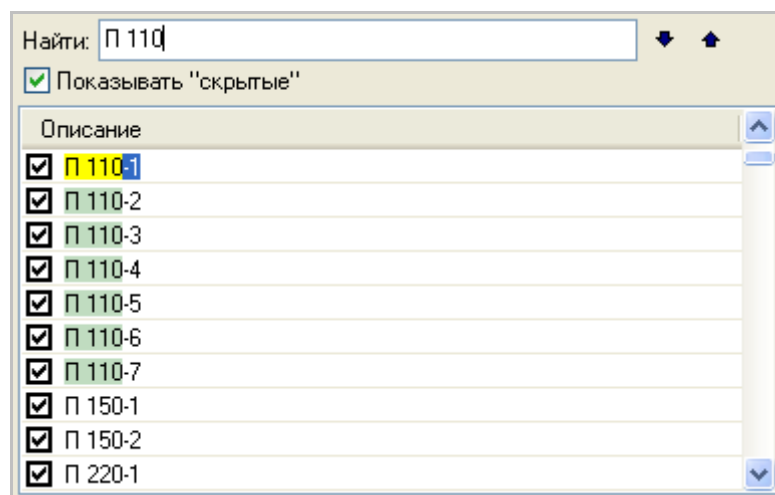 Найти: П 110
Показывать "скрытые"
Описание
П 110-1
П 110-2
П 110-3
П 110-4
П 110-5
П 110-6
П 110-7
П 150-1
П 150-2
П 220-1